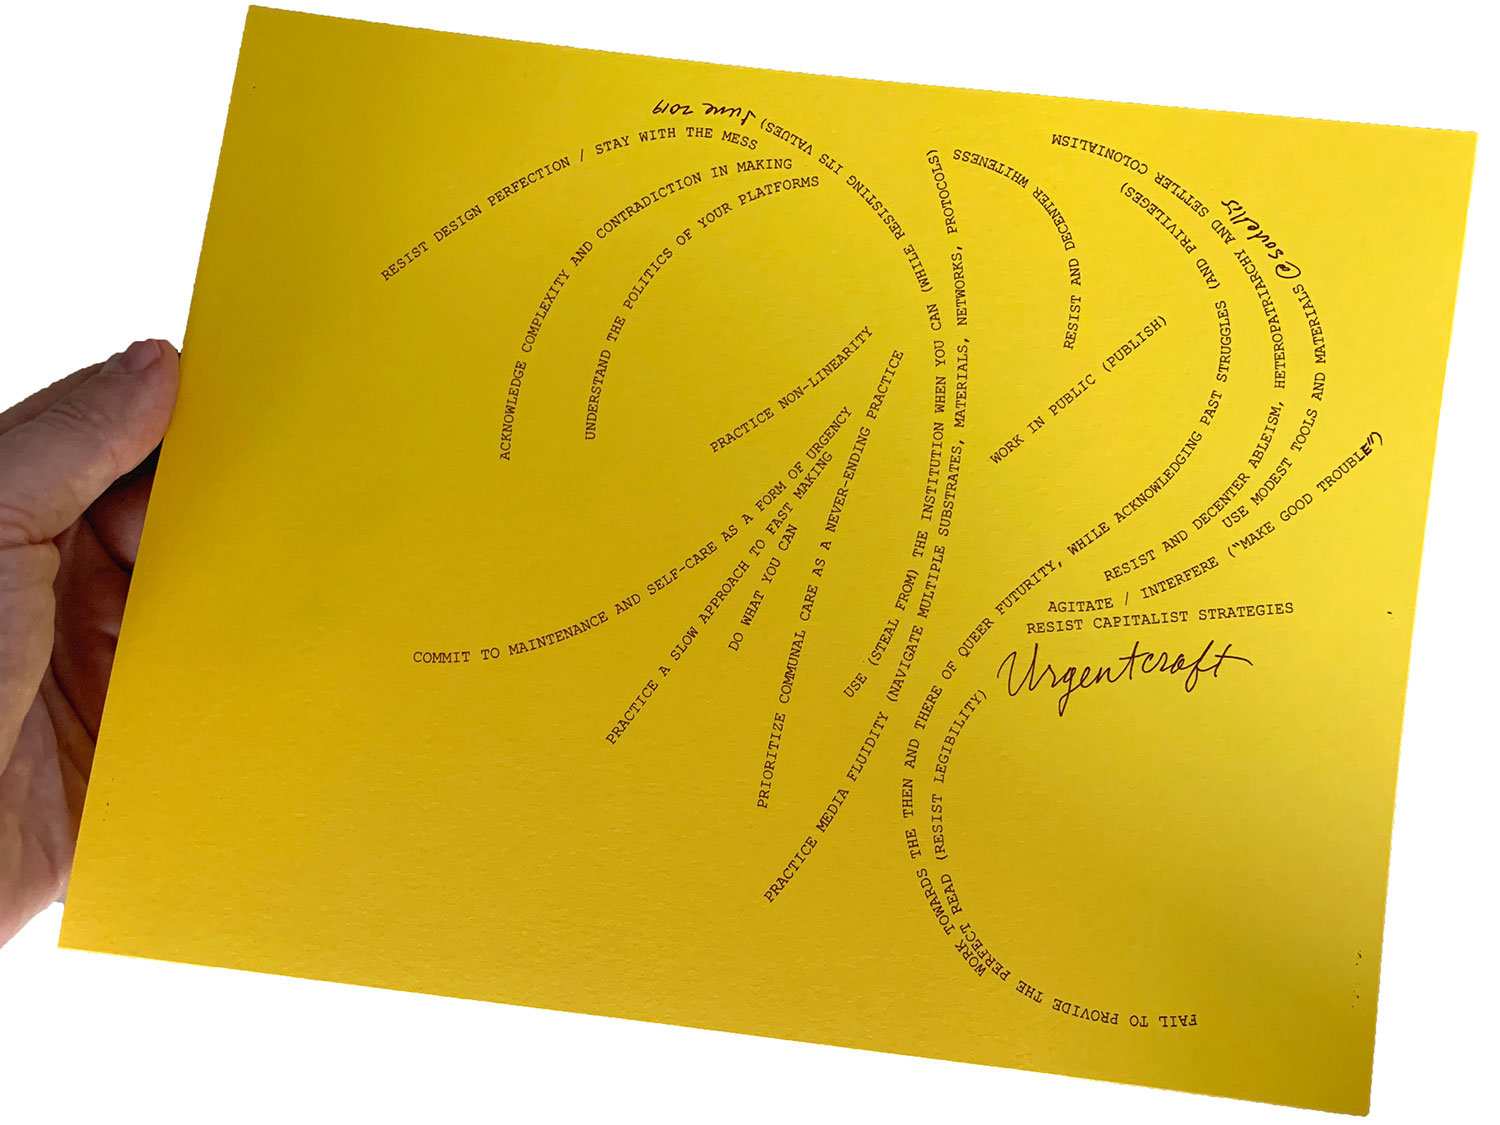 June 2019
RESIST DESIGN PERFECTION / STAY WITH THE MESS
ACKNOWLEDGE COMPLEXITY AND CONTRADICTION IN MAKING
UNDERSTAND THE POLITICS OF YOUR PLATFORMS
USE (STEAL FROM) THE INSTITUTION WHEN YOU CAN (WHILE RESISTING ITS VALUES)
PRACTICE MEDIA FLUIDITY (NAVIGATE MULTIPLE SUBSTRATES, MATERIALS, NETWORKS, PROTOCOLS)
RESIST AND DECENTER WHITENESS
WORK TOWARDS THE THEN AND THERE OF QUEER FUTURITY, WHILE ACKNOWLEDGING PAST STRUGGLES (AND PRIVILEGES)
RESIST AND DECENTER ABLEISM, HETEROPATRIARCHY AND SETTLER COLONIALISM
USE MODEST TOOLS AND MATERIALS
@soulellis
PRACTICE NON-LINEARITY
WORK IN PUBLIC (PUBLISH)
COMMIT TO MAINTENANCE AND SELF-CARE AS A FORM OF URGENCY
PRACTICE A SLOW APPROACH TO FAST MAKING
DO WHAT YOU CAN
PRIORITIZE COMMUNAL CARE AS A NEVER-ENDING PRACTICE
AGITATE / INTERFERE ("MAKE GOOD TROUBLE")
RESIST CAPITALIST STRATEGIES
Urgentcraft
FAIL TO PROVIDE THE PERFECT READ (RESIST LEGIBILITY)